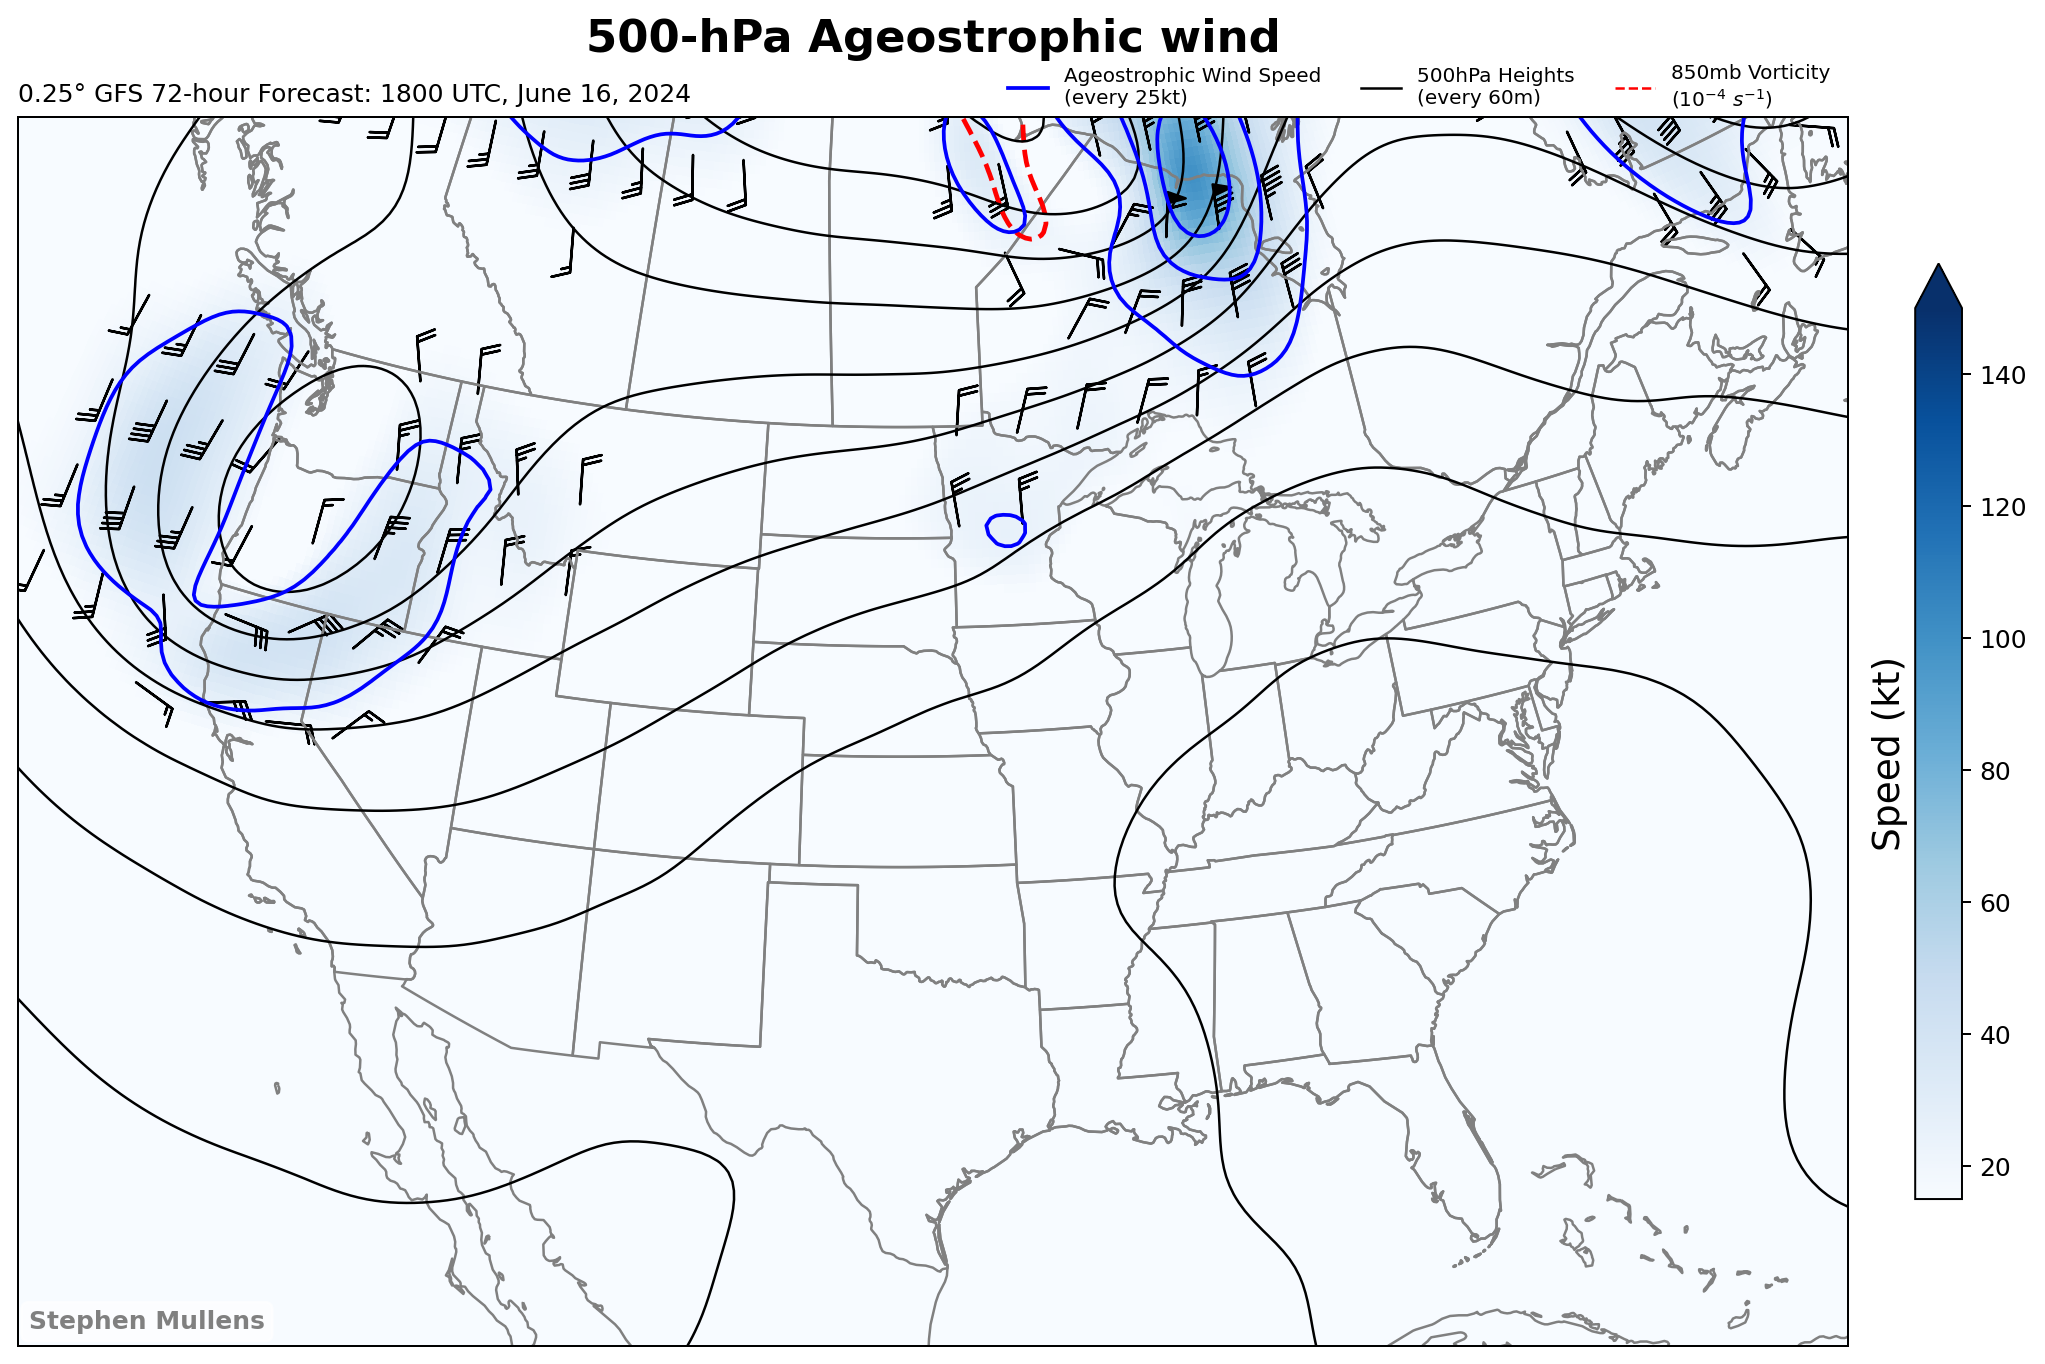 500-hPa Ageostrophic wind
0.25° GFS 72-hour Forecast: 1800 UTC, June 16, 2024
Ageostrophic Wind Speed
(every 25kt)
500hPa Heights
(every 60m)
850mb Vorticity
(10⁻⁴ s⁻¹)
140
120
100
80
60
40
20
Speed (kt)
Stephen Mullens